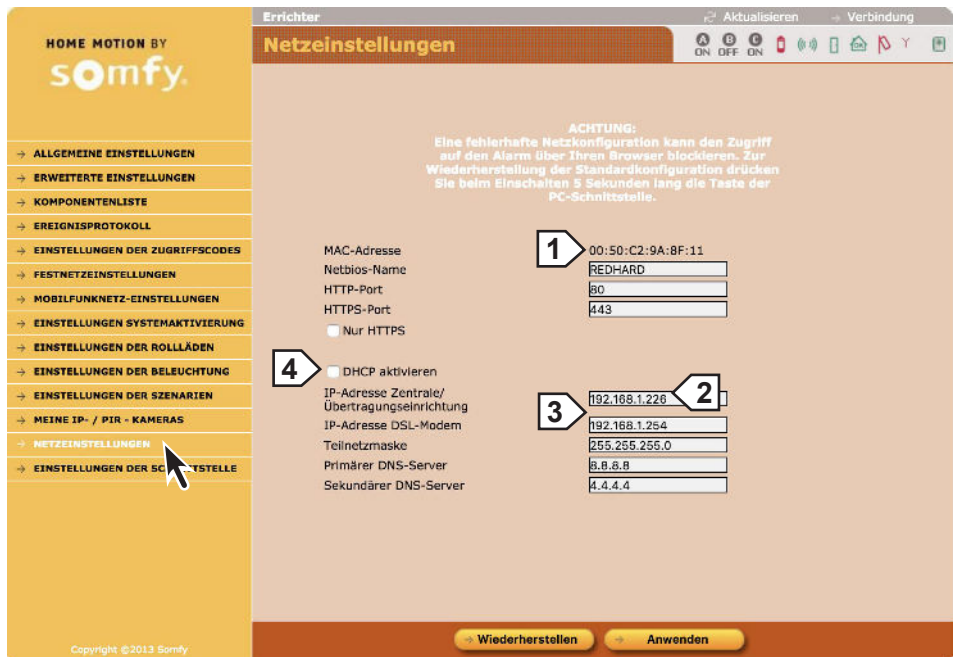 Errichter
Aktualisieren
Verbindung
HOME MOTION BY
somfy.
Netzeinstellungen
A B C
ON OFF ON
ACHTUNG:
Eine fehlerhafte Netzkonfiguration kann den Zugriff
auf den Alarm über Ihren Browser blockieren. Zur
Wiederherstellung der Standardkonfiguration drücken
Sie beim Einschalten 5 Sekunden lang die Taste der
PC-Schnittstelle.
ALLGEMEINE EINSTELLUNGEN
ERWEITERTE EINSTELLUNGEN
KOMPONENTENLISTE
EREIGNISPROTOKOLL
EINSTELLUNGEN DER ZUGRIFFSCODES
FESTNETZEINSTELLUNGEN
MOBILFUNKNETZ-EINSTELLUNGEN
EINSTELLUNGEN SYSTEMAKTIVIERUNG
EINSTELLUNGEN DER ROLLLÄDEN
EINSTELLUNGEN DER BELEUCHTUNG
EINSTELLUNGEN DER SZENARIEN
MEINE IP- / PIR - KAMERAS
NETZEINSTELLUNGEN
EINSTELLUNGEN DER SC TSTELLE
MAC-Adresse 1 00:50:C2:9A:8F:11
Netbios-Name REDHARD
HTTP-Port 80
HTTPS-Port 443
Nur HTTPS
4 DHCP aktivieren
IP-Adresse Zentrale/
Übertragungseinrichtung 192.168.1.226 2
3
IP-Adresse DSL-Modem 192.168.1.254
Teilnetzmaske 255.255.255.0
Primärer DNS-Server 8.8.8.8
Sekundärer DNS-Server 4.4.4.4
Wiederherstellen
Anwenden
Copyright ©2013 Somfy